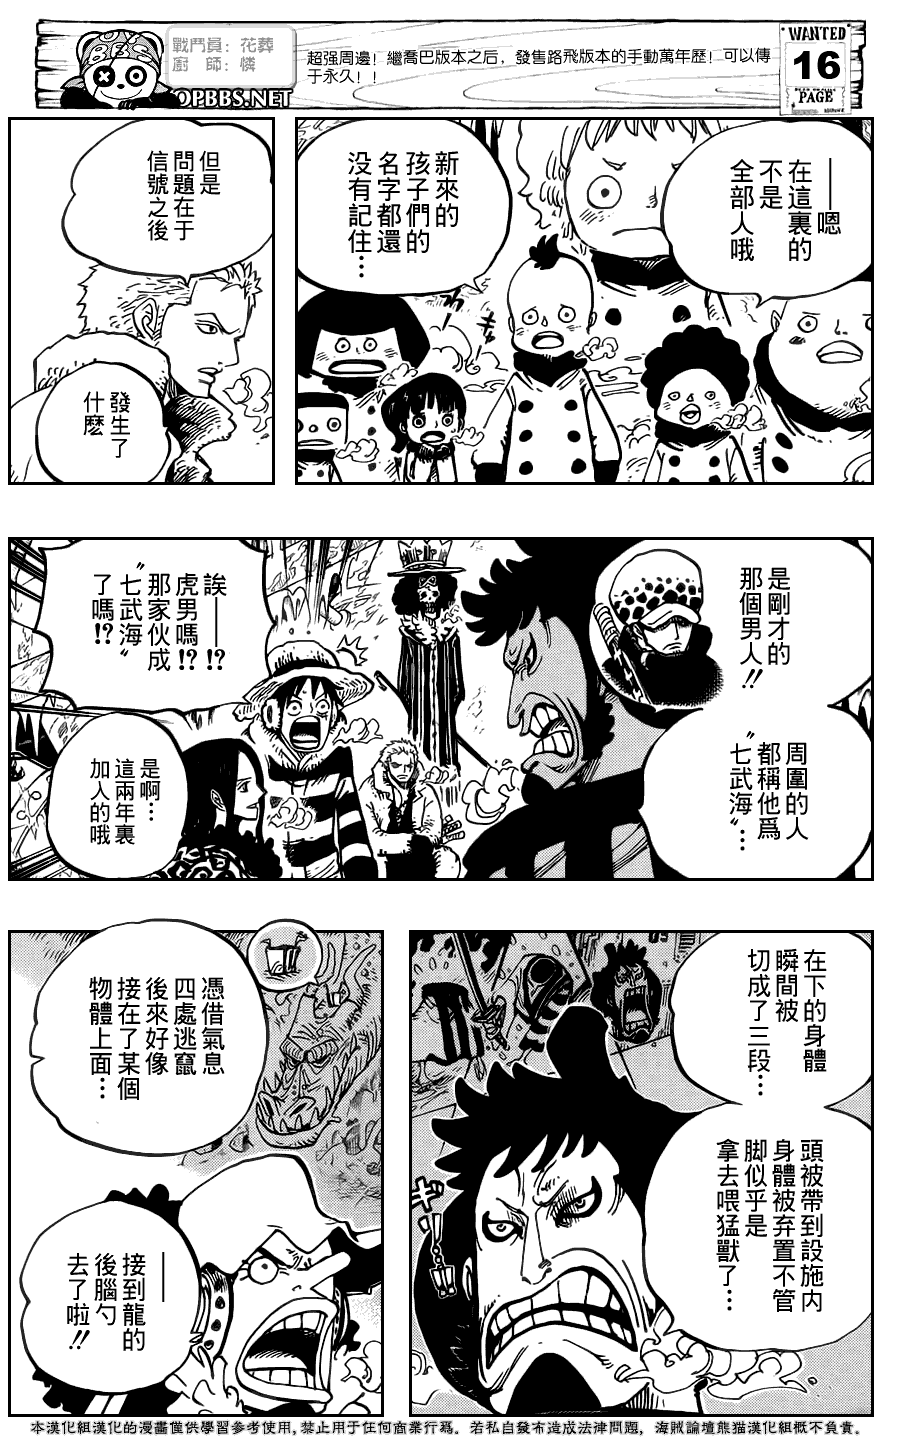 戰鬥員：花葬
廚　師：憐
OPBBS.NET
超强周邊！繼喬巴版本之后，發售路飛版本的手動萬年歷！可以傳
于永久！！
WANTED
16
PAGE
——嗯
在這裏的
不是
全部人哦
新來的
孩子們的
名字都還
没有記住…
但是
問題在于
信號之後
發生了
什麽
是剛才的
那個男人!!
周圍的人
都稱他爲
“七武海”…
誒——!?
虎男嗎!?
那家伙成
“七武海”
了嗎!?
是啊…
這兩年裏
加入的哦
在下的身體
瞬間被
切成了三段…
頭被帶到設施内
身體被弃置不管
脚似乎是
拿去喂猛獸了…
憑借氣息
四處逃竄
後來好像
接在了某個
物體上面…
——
接到龍的
後腦勺
去了啦!!
本漢化組漢化的漫畫僅供學習參考使用,禁止用于任何商業行爲。若私自發布造成法律問題，海賊論壇熊猫漢化組概不負責。